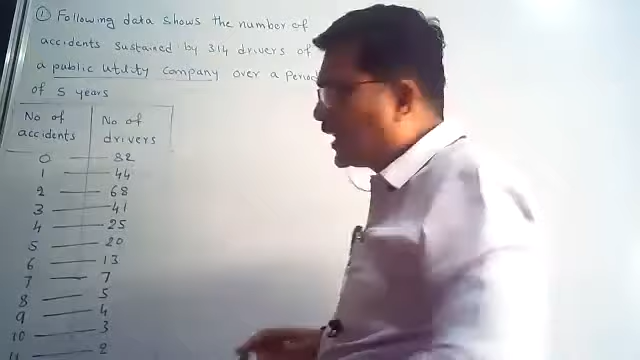 ① Following data shows the number of
accidents sustained by 314 drivers of
a public utility company over a Period
of 5 years
No of accidents No of drivers
0 —— 82
1 —— 44
2 —— 68
3 —— 41
4 —— 25
5 —— 20
6 —— 13
7 —— 7
8 —— 5
9 —— 4
10 —— 3
11 —— 2